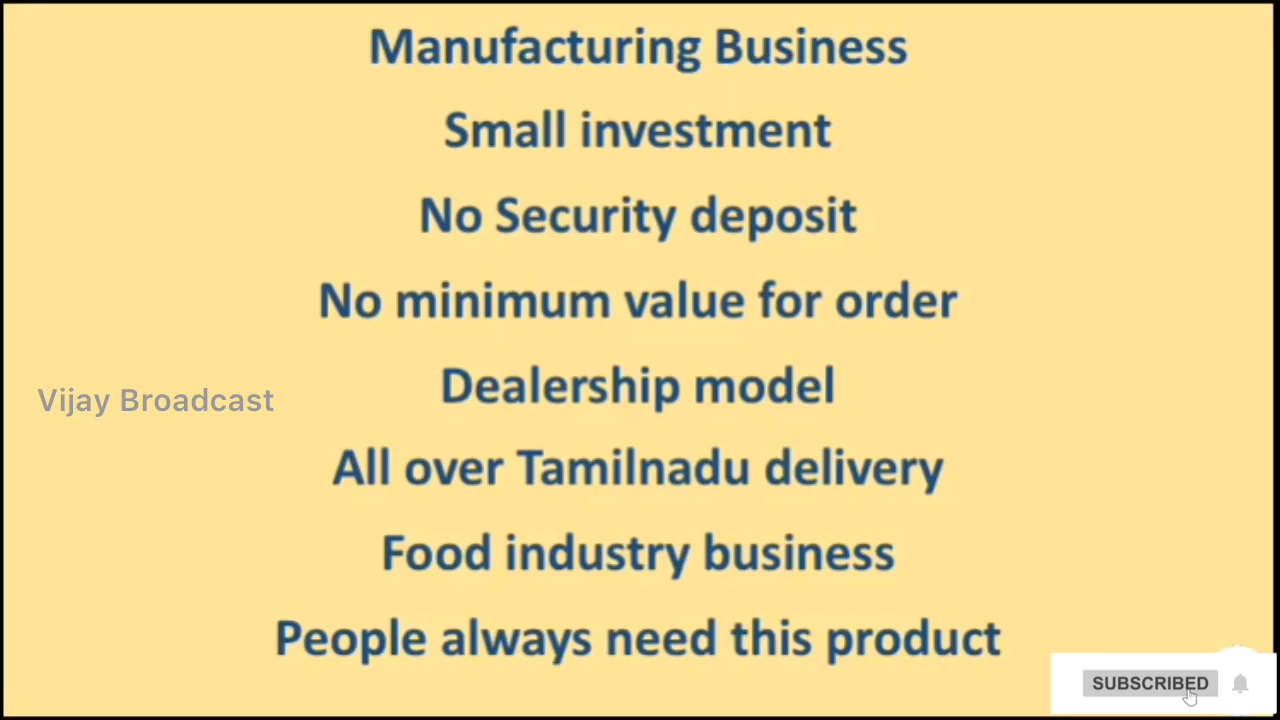 Manufacturing Business
Small investment
No Security deposit
No minimum value for order
Dealership model
Vijay Broadcast
All over Tamilnadu delivery
Food industry business
People always need this product
SUBSCRIBED